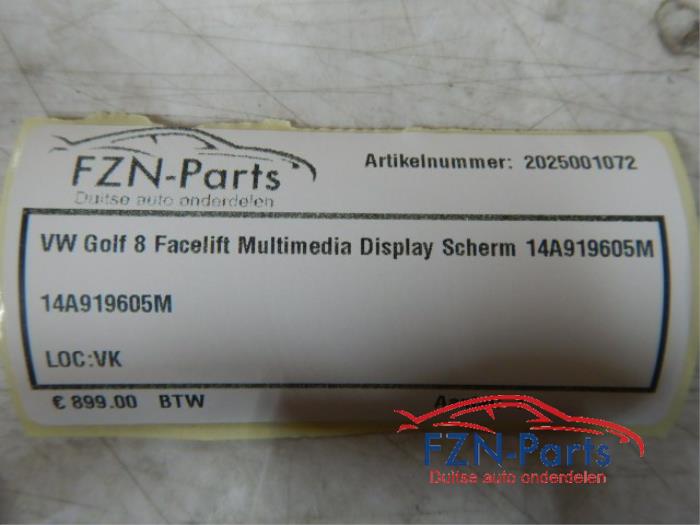 FZN-Parts
Duitse auto onderdelen
Artikelnummer: 2025001072
VW Golf 8 Facelift Multimedia Display Scherm 14A919605M
14A919605M
LOC:VK
€ 899.00 BTW
FZN-Parts
Duitse auto onderdelen